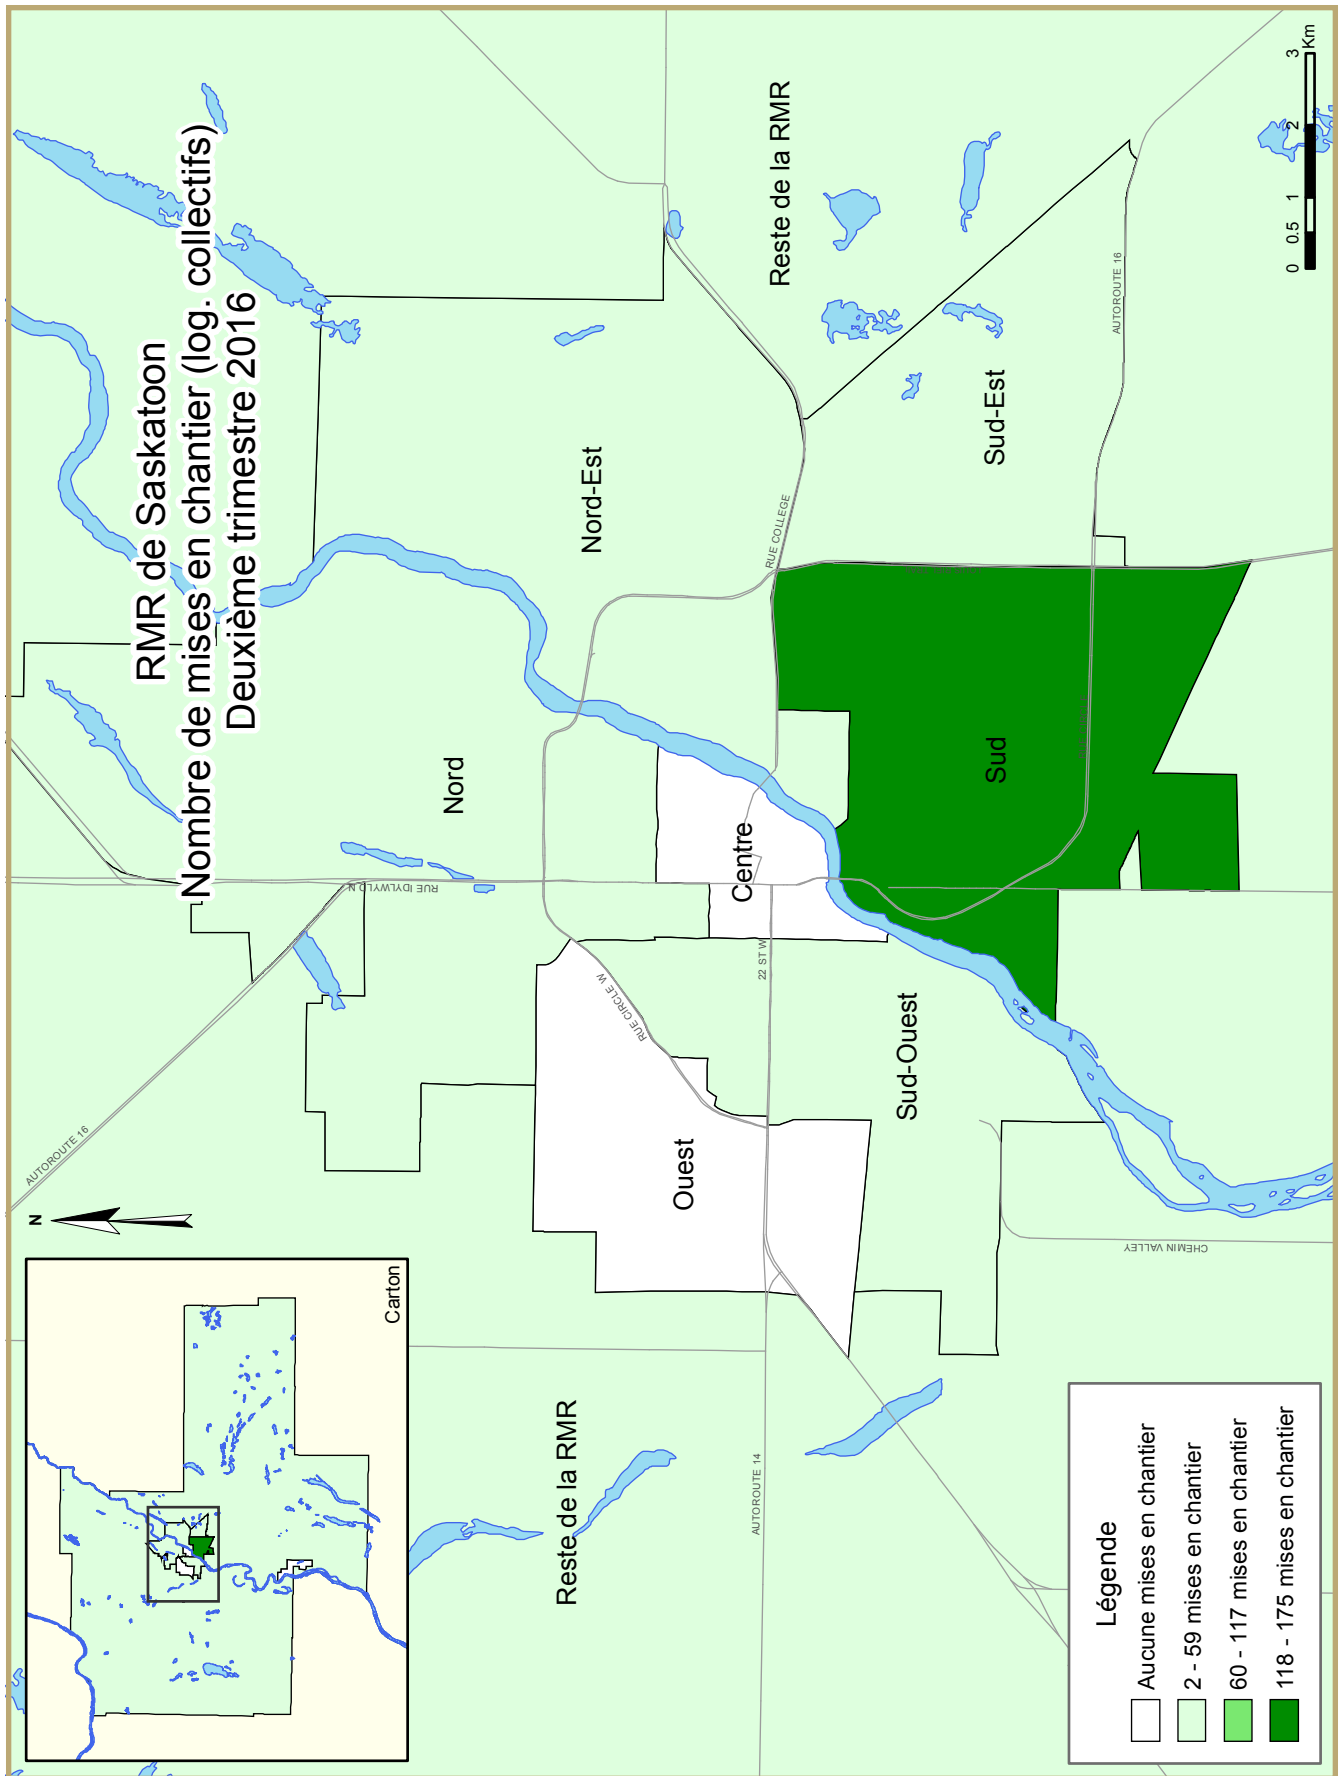 RMR de Saskatoon
Nombre de mises en chantier (log. collectifs)
Deuxième trimestre 2016
N
Carton
AUTOROUTE 16
RUE IDYLWYLD N
Nord
Nord-Est
Reste de la RMR
RUE CIRCLE W
Ouest
Centre
22 ST W
RUE COLLEGE
Reste de la RMR
AUTOROUTE 14
Sud-Ouest
Sud
Sud-Est
AUTOROUTE 16
CHEMIN VALLEY
Légende
Aucune mises en chantier
2 - 59 mises en chantier
60 - 117 mises en chantier
118 - 175 mises en chantier
0 0.5 1 2 3
Km